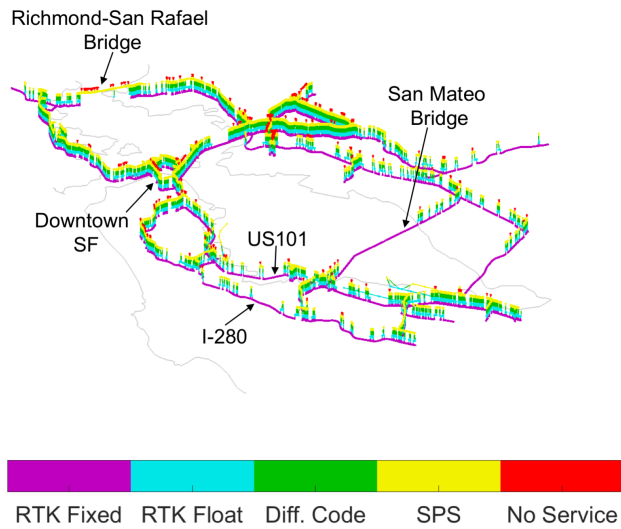 Richmond-San Rafael
Bridge
San Mateo
Bridge
Downtown
SF
US101
I-280
RTK Fixed
RTK Float
Diff. Code
SPS
No Service